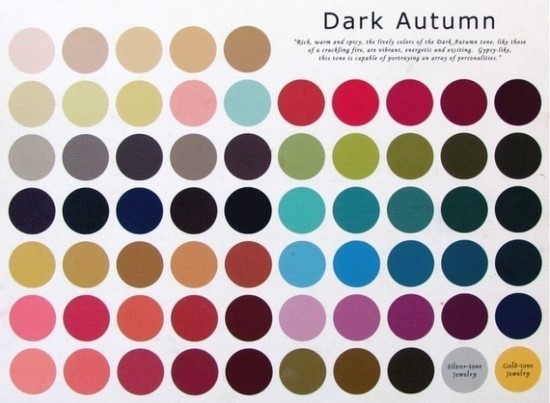 Dark Autumn
"Rich, warm and spicy, the lively colors of the Dark Autumn tone, like those
of a crackling fire, are vibrant, energetic and exciting. Gypsy-like,
this tone is capable of portraying an array of personalities."
Silver-tone
Jewelry
Gold-tone
Jewelry